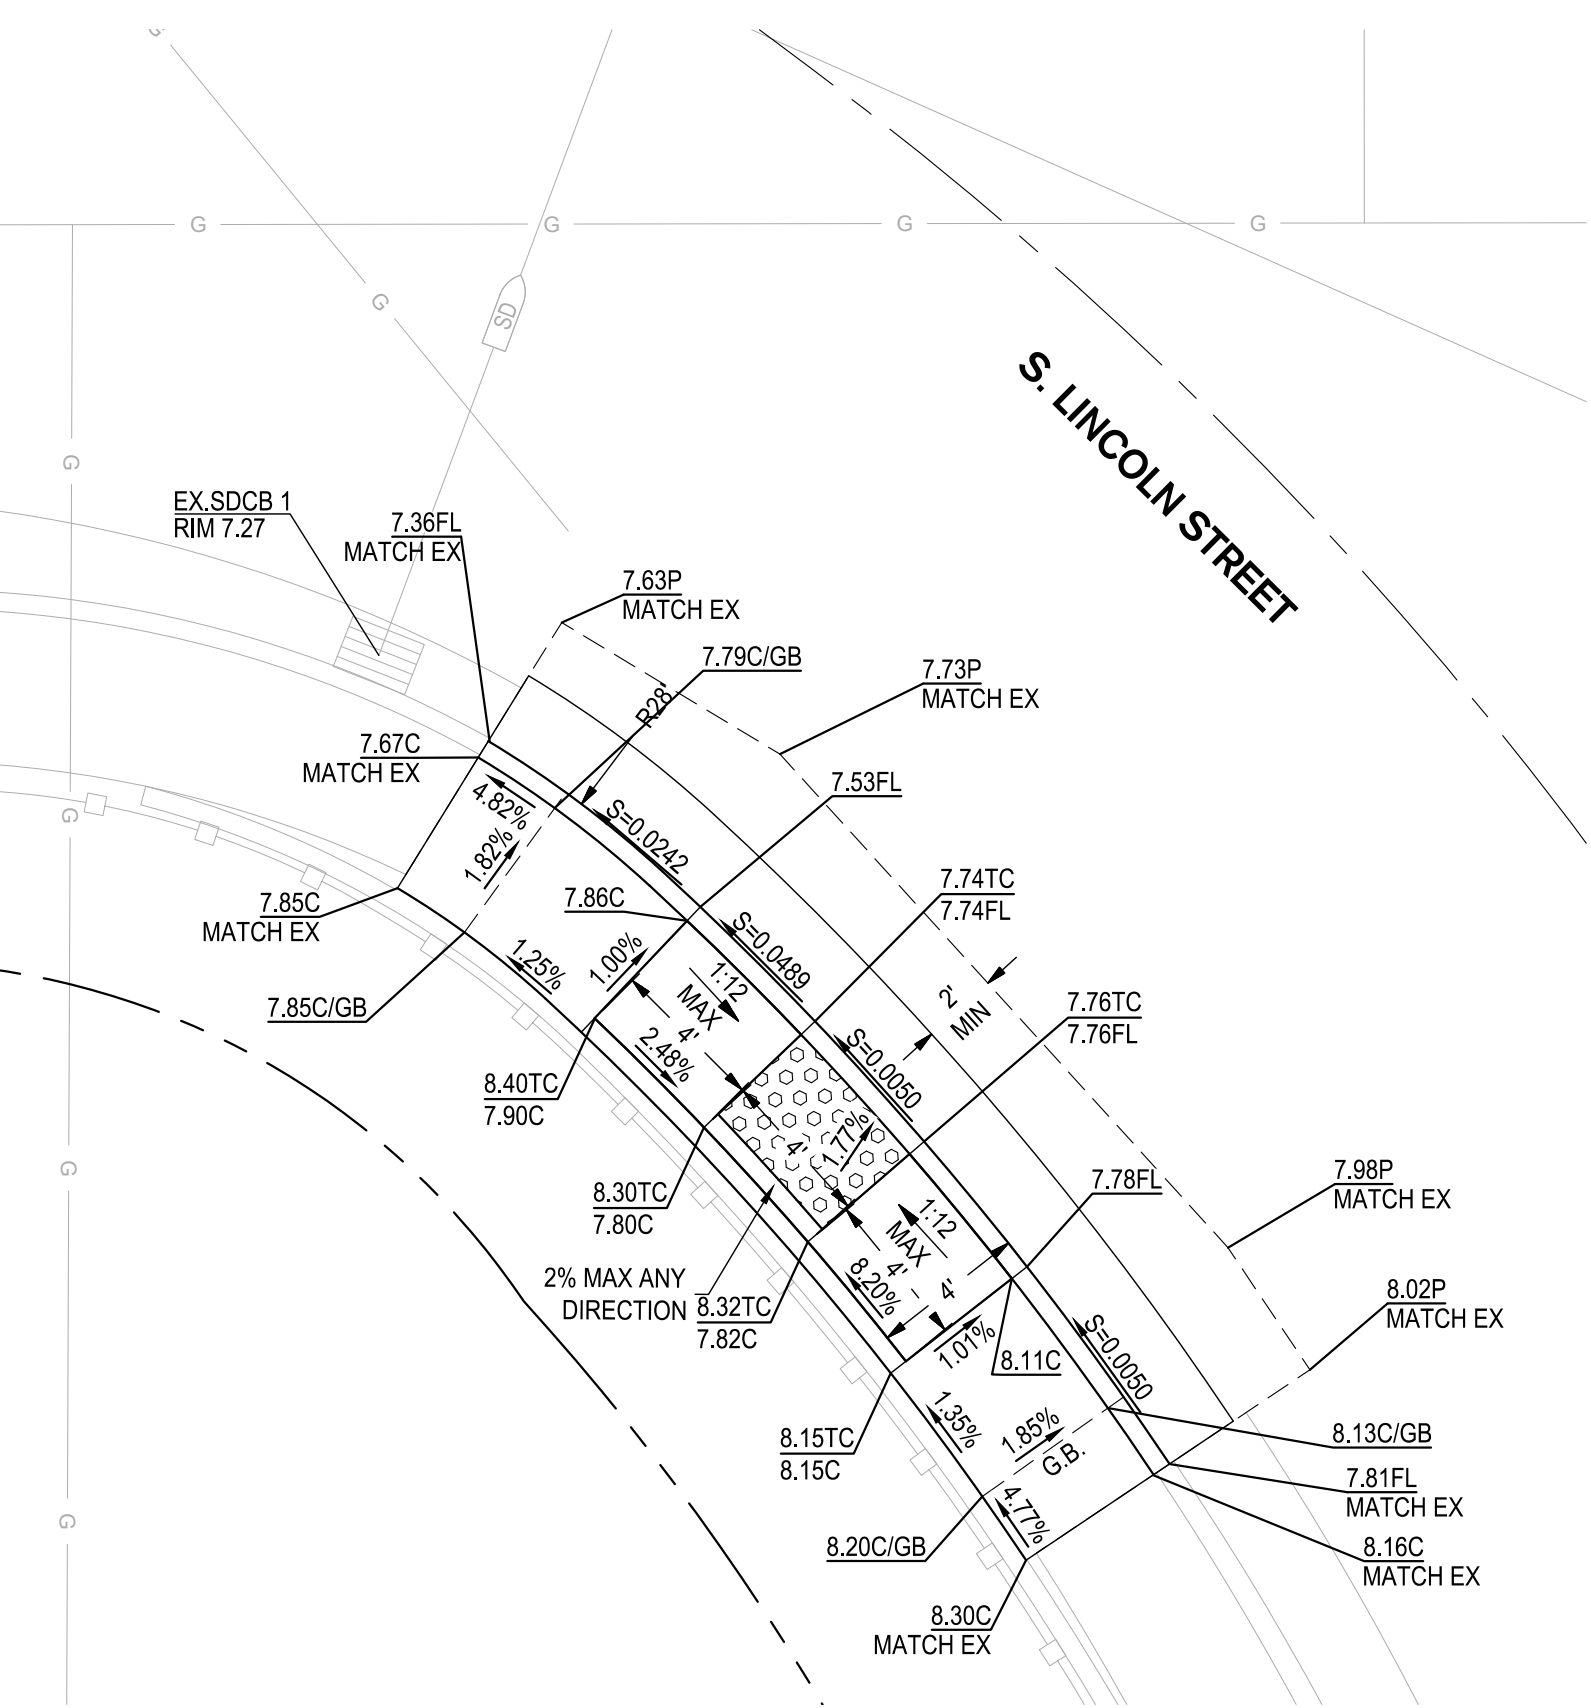 G
G
G
G
G
G
SD
S. LINCOLN STREET
G
EX.SDCB 1
RIM 7.27
7.36FL
MATCH EX
7.63P
MATCH EX
7.79C/GB
7.73P
MATCH EX
R28'
7.67C
MATCH EX
4.82%
1.82%
S=0.0242
7.53FL
G
7.85C
MATCH EX
7.86C
7.74TC
7.74FL
S=0.0489
1.25%
1.00%
1:12
MAX
4'
2.48%
2'
MIN
7.85C/GB
7.76TC
7.76FL
S=0.0050
8.40TC
7.90C
1.77%
4'
G
8.30TC
7.80C
7.78FL
7.98P
MATCH EX
1:12
MAX
4'
8.20%
4'
2% MAX ANY
DIRECTION
8.32TC
7.82C
8.02P
MATCH EX
1.01%
8.11C
S=0.0050
1.35%
1.85%
G.B.
8.15TC
8.15C
8.13C/GB
7.81FL
MATCH EX
4.77%
G
8.20C/GB
8.16C
MATCH EX
8.30C
MATCH EX